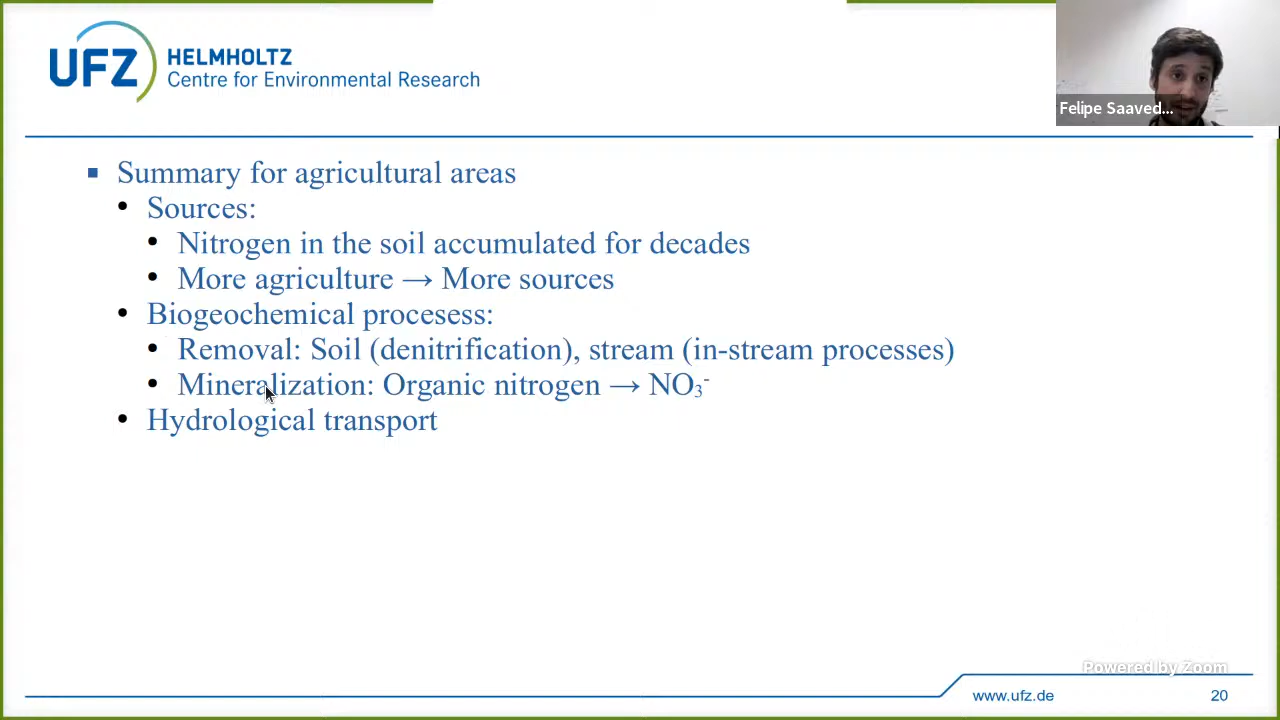 UFZ HELMHOLTZ
Centre for Environmental Research
Felipe Saaved...
Summary for agricultural areas
Sources:
Nitrogen in the soil accumulated for decades
More agriculture → More sources
Biogeochemical procesess:
Removal: Soil (denitrification), stream (in-stream processes)
Mineralization: Organic nitrogen → NO₃⁻
Hydrological transport
Powered by Zoom
www.ufz.de 20